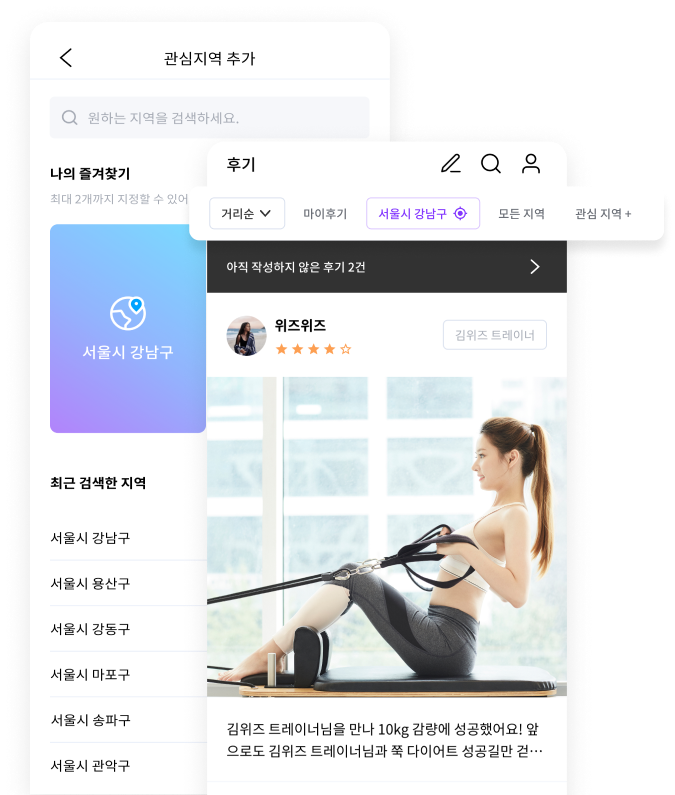 관심지역 추가
원하는 지역을 검색하세요.
나의 즐겨찾기
최대 2개까지 지정할 수 있어
서울시 강남구
최근 검색한 지역
서울시 강남구
서울시 용산구
서울시 강동구
서울시 마포구
서울시 송파구
서울시 관악구
후기
거리순 마이후기 서울시 강남구 모든 지역 관심 지역 +
아직 작성하지 않은 후기 2건
위즈위즈
김위즈 트레이너
김위즈 트레이너님을 만나 10kg 감량에 성공했어요! 앞
으로도 김위즈 트레이너님과 쭉 다이어트 성공길만 걷…